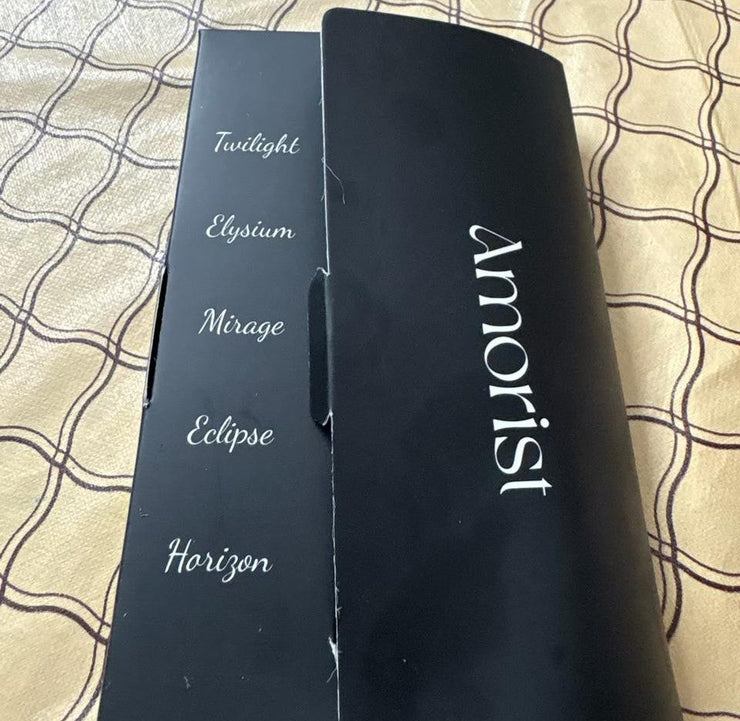 Twilight
Elysium
Mirage
Eclipse
Horizon
Amorist